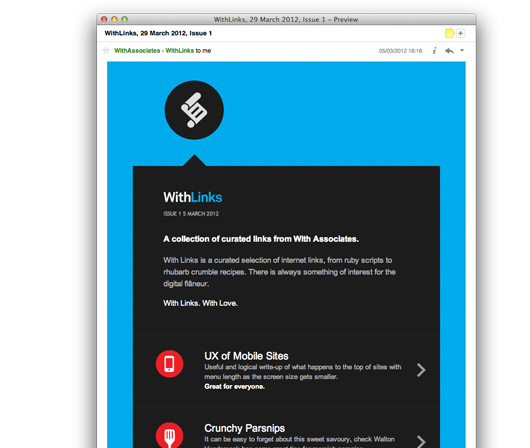 WithLinks, 29 March 2012, Issue 1 – Preview
WithLinks, 29 March 2012, Issue 1
WithAssociates - WithLinks to me
05/03/2012 16:18
WithLinks
ISSUE 1 5 MARCH 2012
A collection of curated links from With Associates.
With Links is a curated selection of internet links, from ruby scripts to
rhubarb crumble recipes. There is always something of interest for the
digital flâneur.
With Links. With Love.
UX of Mobile Sites
Useful and logical write-up of what happens to the top of sites with
menu length as the screen size gets smaller.
Great for everyone.
Crunchy Parsnips
It can be easy to forget about this sweet savoury, check Walton